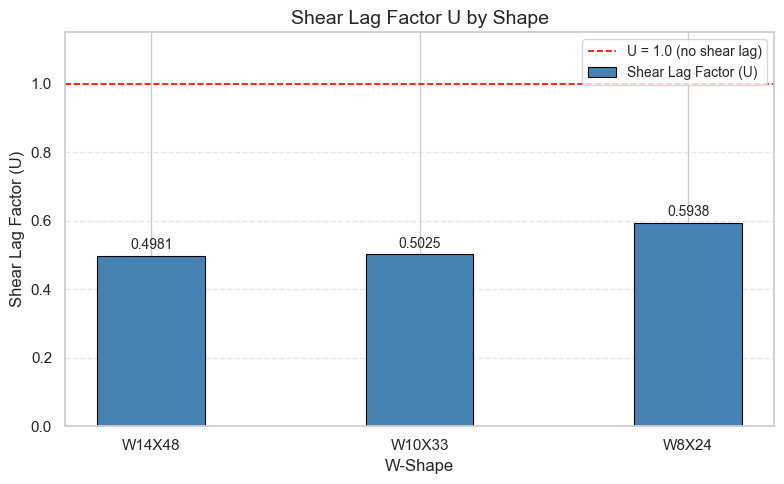 Shear Lag Factor U by Shape
U = 1.0 (no shear lag)
Shear Lag Factor (U)
Shear Lag Factor (U)
1.0
0.8
0.6
0.4
0.2
0.0
0.4981
0.5025
0.5938
W14X48
W10X33
W8X24
W-Shape